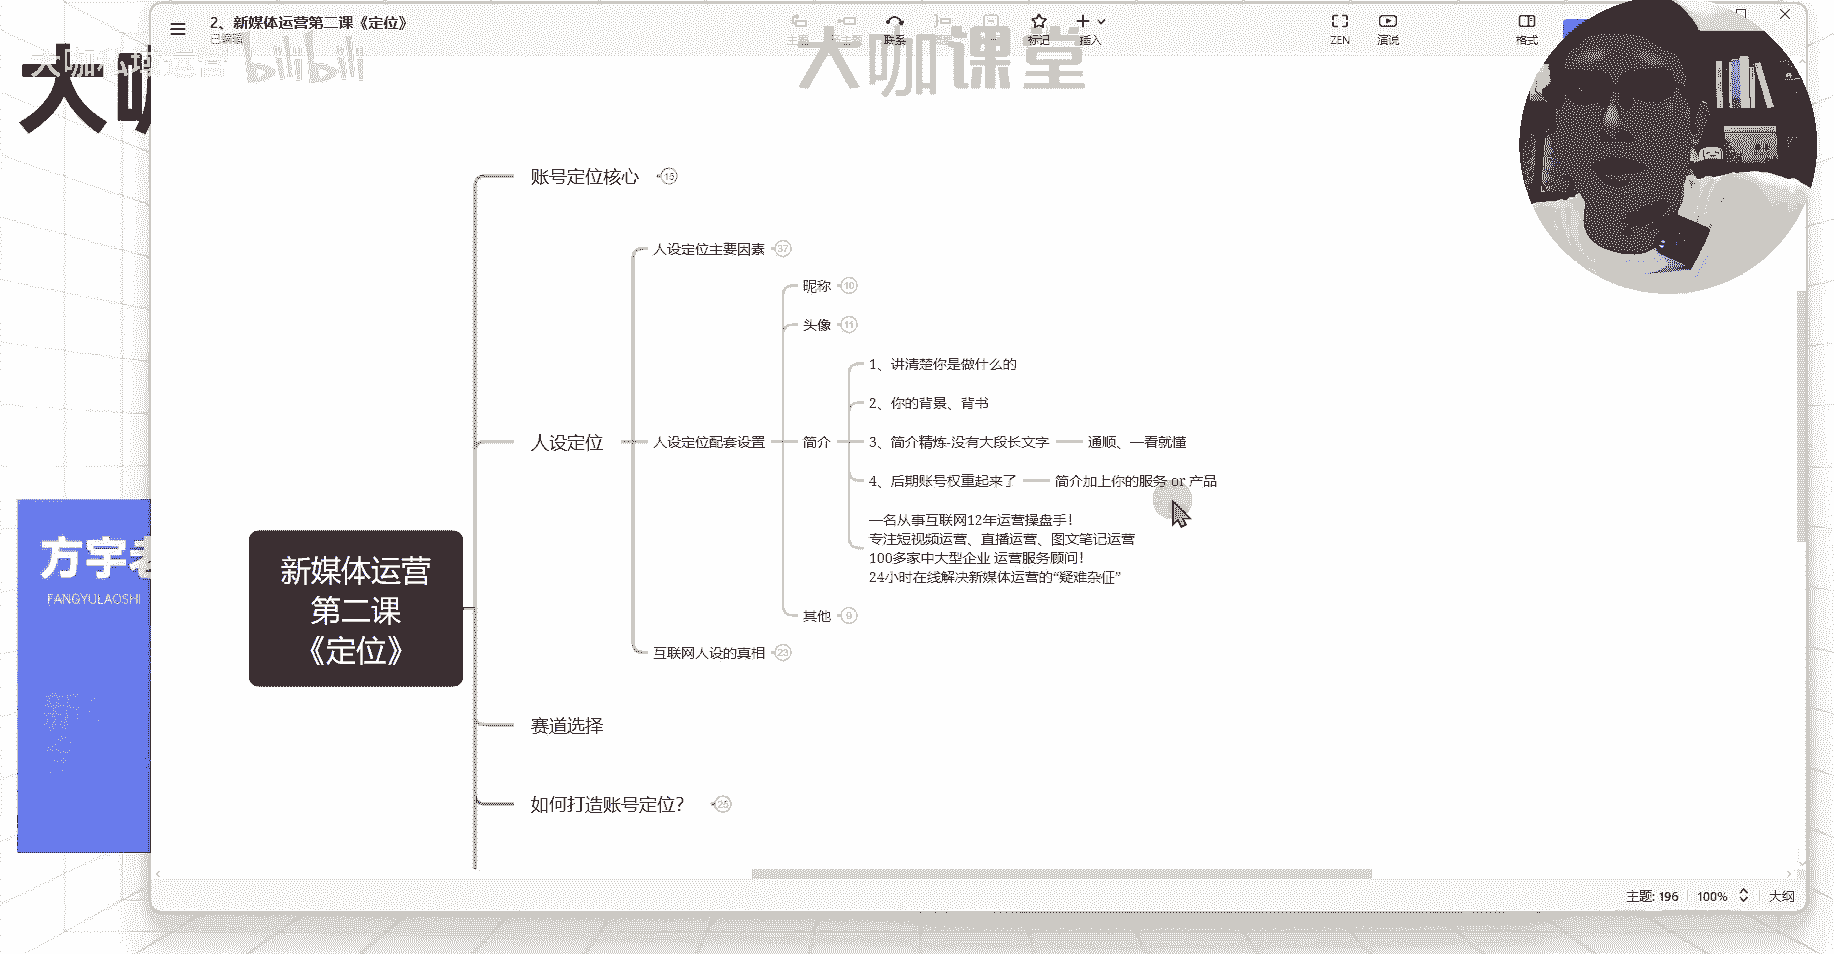 2、新媒体运营第二课《定位》
已编辑
联系
标记
插入
ZEN
演说
格式
大咖私域运营
bilibili
大咖课堂
大咖
账号定位核心 15
人设定位主要因素 37
昵称 10
头像 11
1、讲清楚你是做什么的
2、你的背景、背书
人设定位
人设定位配套设置
简介
3、简介精炼-没有大段长文字
通顺、一看就懂
4、后期账号权重起来了
简介加上你的服务 or 产品
一名从事互联网12年运营操盘手!
专注短视频运营、直播运营、图文笔记运营
100多家中大型企业 运营服务顾问!
24小时在线解决新媒体运营的“疑难杂症”
其他 9
互联网人设的真相 23
新媒体运营
第二课
《定位》
赛道选择
如何打造账号定位? 25
方宇老
FANGYULAOSHI
主题: 196
100%
大纲